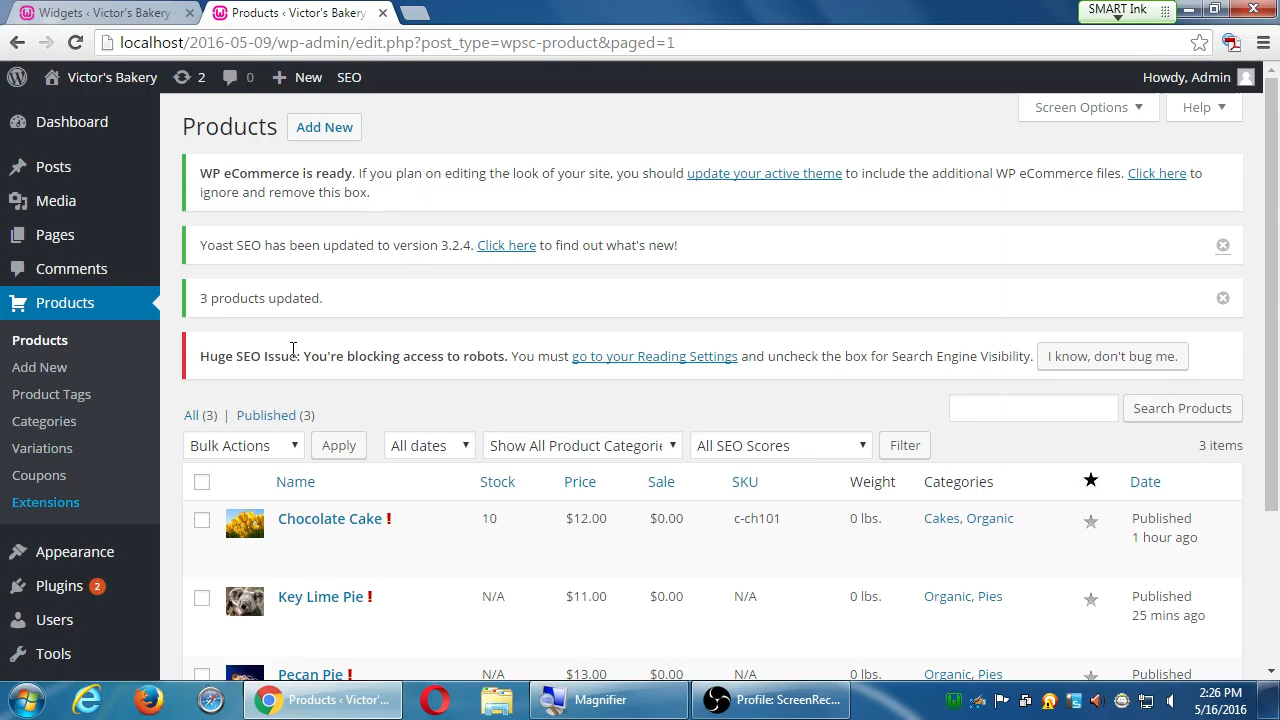 Widgets ‹ Victor's Bakery
Products ‹ Victor's Bakery
SMART Ink
localhost/2016-05-09/wp-admin/edit.php?post_type=wpsc-product&paged=1
Victor's Bakery 2 0 New SEO Howdy, Admin
Screen Options Help
Products Add New
WP eCommerce is ready. If you plan on editing the look of your site, you should update your active theme to include the additional WP eCommerce files. Click here to
ignore and remove this box.
Yoast SEO has been updated to version 3.2.4. Click here to find out what's new!
3 products updated.
Huge SEO Issue: You're blocking access to robots. You must go to your Reading Settings and uncheck the box for Search Engine Visibility. I know, don't bug me.
Dashboard
Posts
Media
Pages
Comments
Products
Products
Add New
Product Tags
Categories
Variations
Coupons
Extensions
Appearance
Plugins 2
Users
Tools
All (3) | Published (3)
Search Products
Bulk Actions Apply All dates Show All Product Categorie All SEO Scores Filter 3 items
Name Stock Price Sale SKU Weight Categories Date
Chocolate Cake ! 10 $12.00 $0.00 c-ch101 0 lbs. Cakes, Organic Published
1 hour ago
Key Lime Pie ! N/A $11.00 $0.00 N/A 0 lbs. Organic, Pies Published
25 mins ago
Pecan Pie ! N/A $13.00 $0.00 N/A 0 lbs. Organic, Pies Published
Products ‹ Victor'...
Magnifier
Profile: ScreenRec...
2:26 PM
5/16/2016